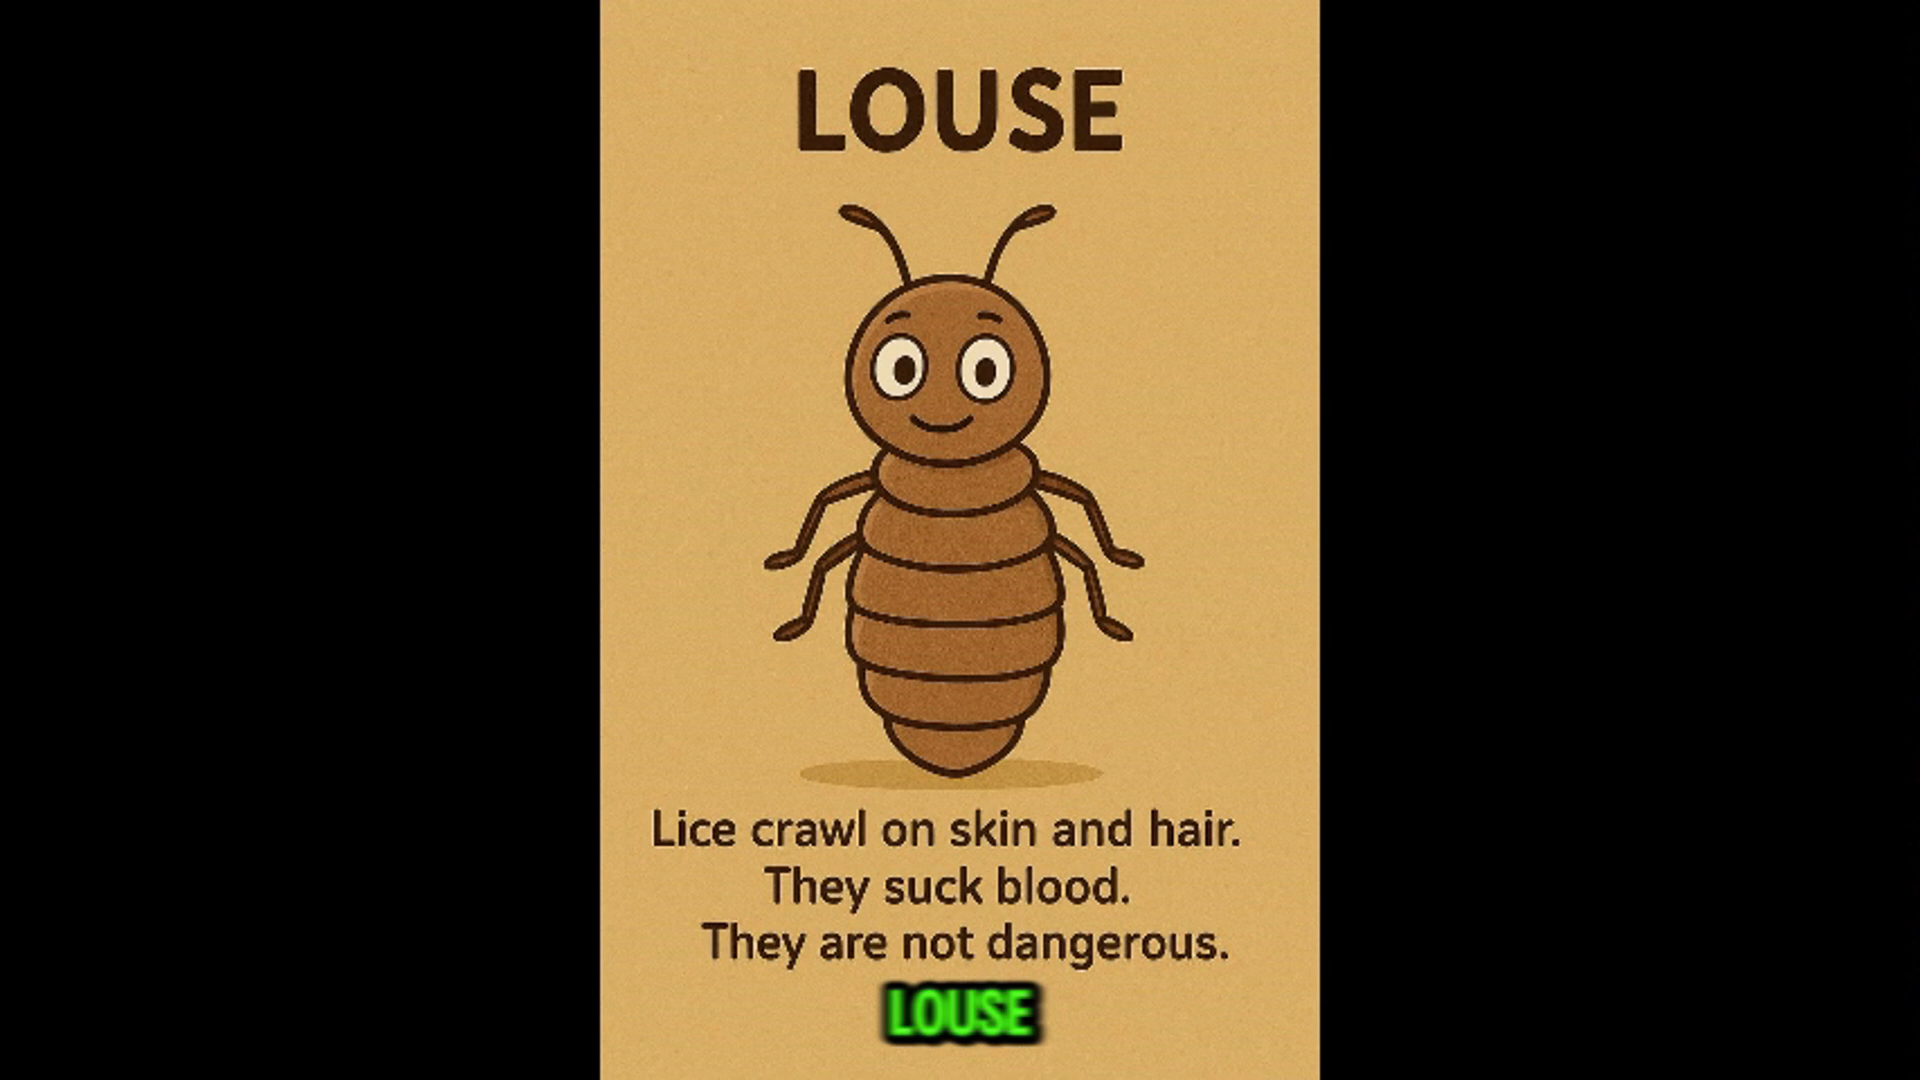 LOUSE
Lice crawl on skin and hair.
They suck blood.
They are not dangerous.
LOUSE